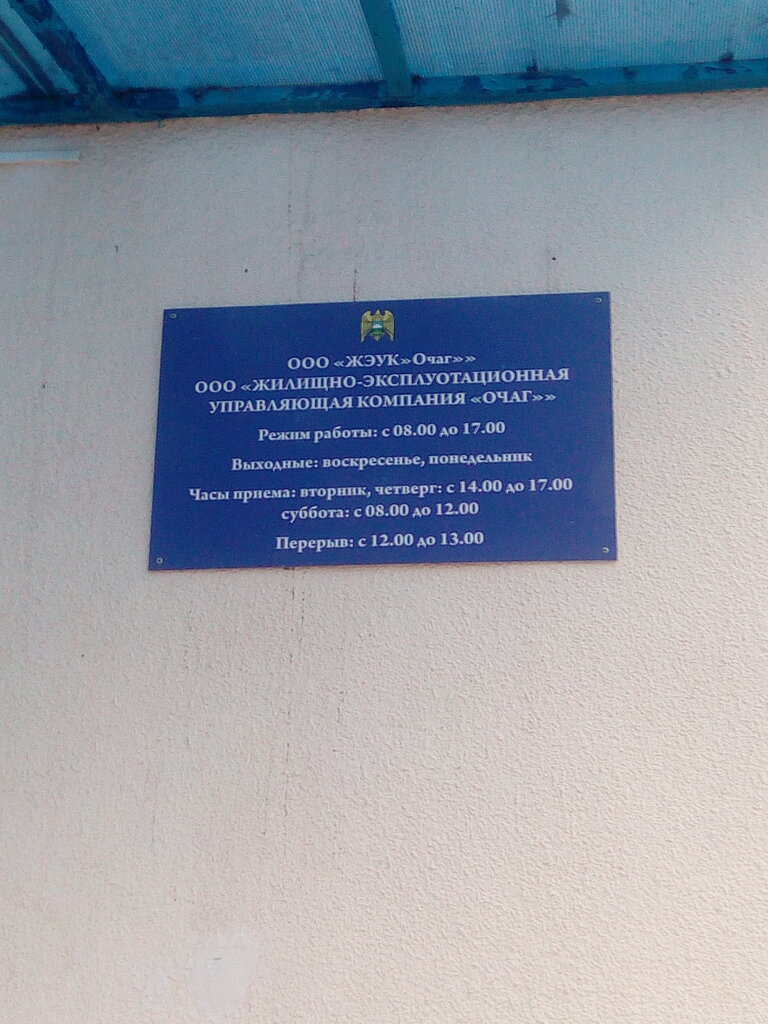 ООО «ЖЭУК»Очаг»»
ООО «ЖИЛИЩНО-ЭКСПЛУОТАЦИОННАЯ
УПРАВЛЯЮЩАЯ КОМПАНИЯ «ОЧАГ»»
Режим работы: с 08.00 до 17.00
Выходные: воскресенье, понедельник
Часы приема: вторник, четверг: с 14.00 до 17.00
суббота: с 08.00 до 12.00
Перерыв: с 12.00 до 13.00